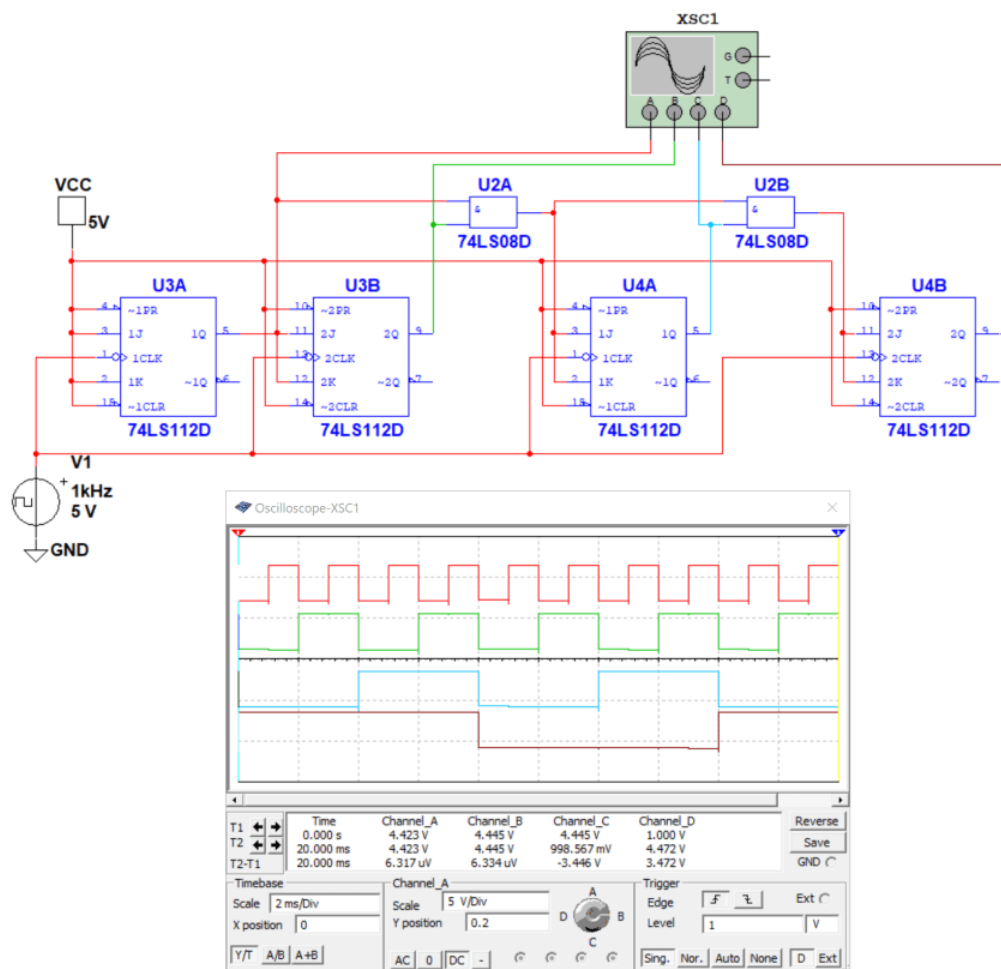 XSC1
G
T
A B C D
VCC
5V
U2A
&
74LS08D
U2B
&
74LS08D
U3A
4 ~1PR
3 1J 1Q 5
1 1CLK
2 1K ~1Q 6
15 ~1CLR
74LS112D
U3B
10 ~2PR
11 2J 2Q 9
13 2CLK
12 2K ~2Q 7
14 ~2CLR
74LS112D
U4A
4 ~1PR
3 1J 1Q 5
1 1CLK
2 1K ~1Q 6
15 ~1CLR
74LS112D
U4B
10 ~2PR
11 2J 2Q 9
13 2CLK
12 2K ~2Q 7
14 ~2CLR
74LS112D
V1
+
1kHz
5 V
GND
Oscilloscope-XSC1
Time Channel_A Channel_B Channel_C Channel_D
T1 0.000 s 4.423 V 4.445 V 4.445 V 1.000 V
T2 20.000 ms 4.423 V 4.445 V 998.567 mV 4.472 V
T2-T1 20.000 ms 6.317 uV 6.334 uV -3.446 V 3.472 V
Reverse
Save
GND
Timebase
Scale 2 ms/Div
X position 0
Y/T A/B A+B
Channel_A
Scale 5 V/Div
Y position 0.2
AC 0 DC -
A
D B
C
Trigger
Edge Ext
Level 1 V
Sing. Nor. Auto None D Ext